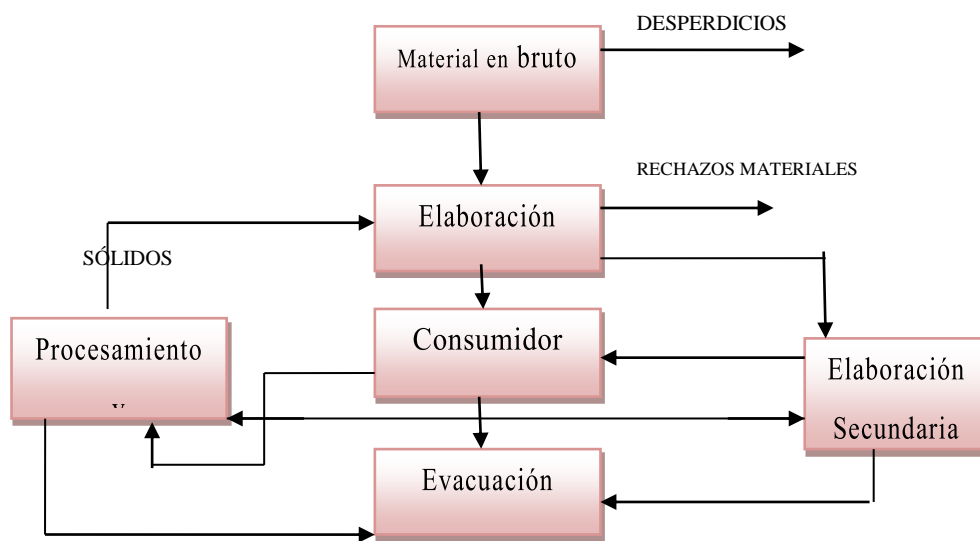 DESPERDICIOS
Material en bruto
RECHAZOS MATERIALES
Elaboración
SÓLIDOS
Consumidor
Procesamiento
Elaboración
Secundaria
Evacuación